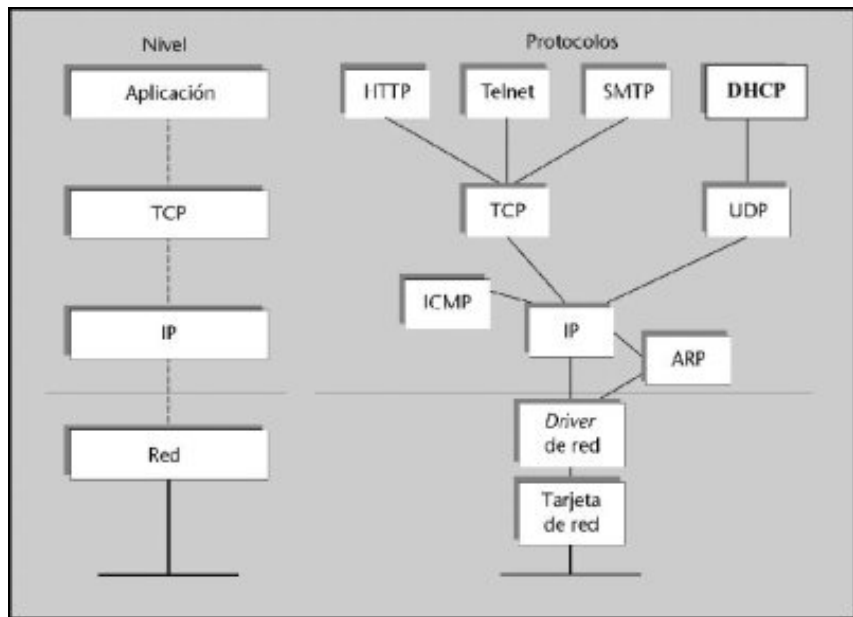 Nivel
Protocolos
Aplicación
HTTP
Telnet
SMTP
DHCP
TCP
TCP
UDP
IP
ICMP
IP
ARP
Red
Driver
de red
Tarjeta
de red